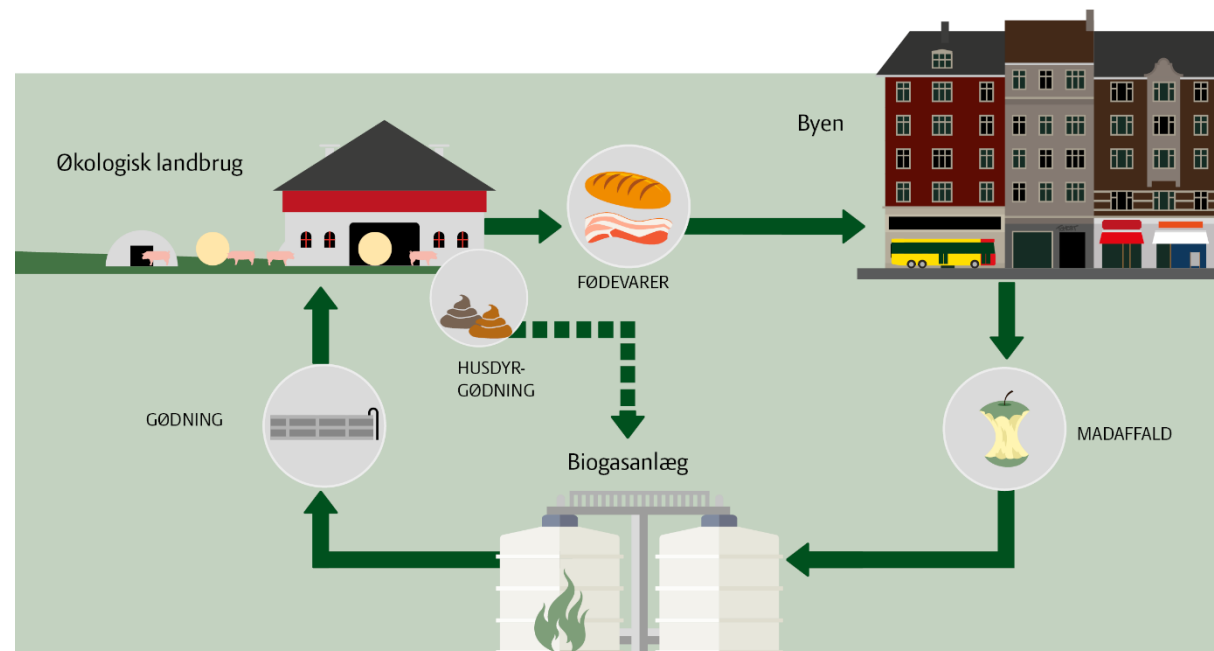 Byen
Økologisk landbrug
FØDEVARER
HUSDYR-
GØDNING
GØDNING
MADAFFALD
Biogasanlæg